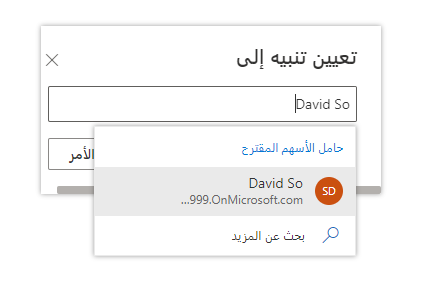 تعيين تنبيه إلى
David So
الأمر
حامل الأسهم المقترح
SD
David So
...999.OnMicrosoft.com
بحث عن المزيد